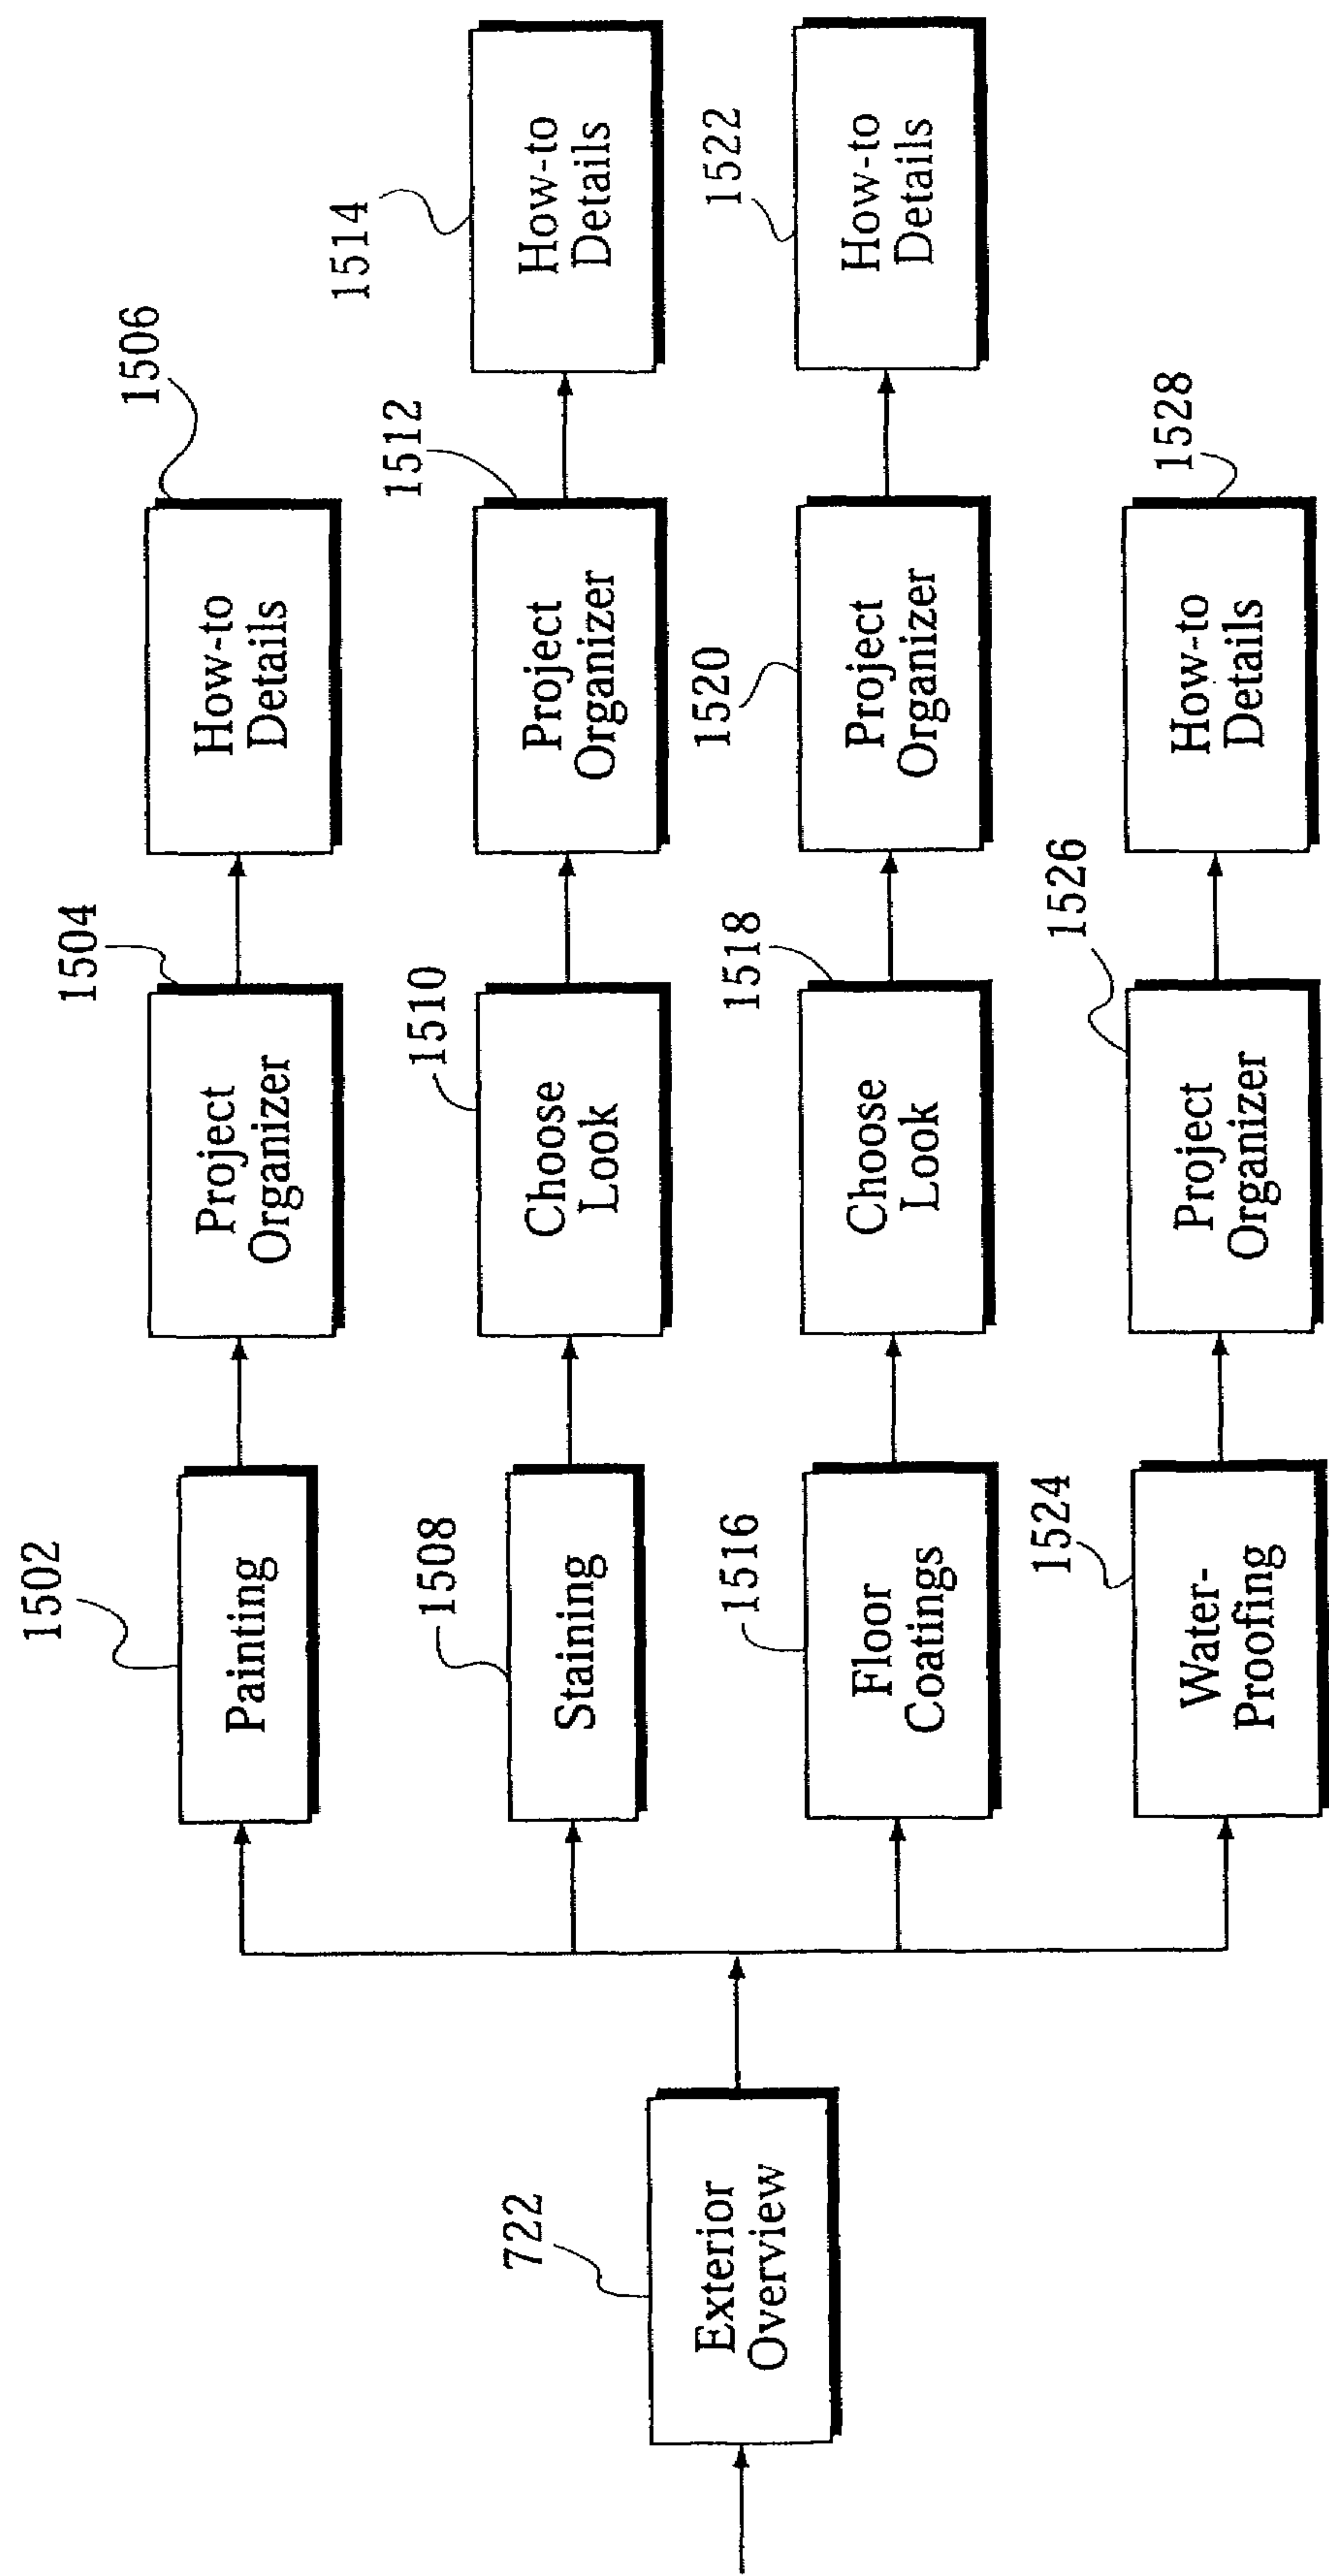 722
Exterior
Overview
1502
Painting
1504
Project
Organizer
1506
How-to
Details
1508
Staining
1510
Choose
Look
1512
Project
Organizer
1514
How-to
Details
1516
Floor
Coatings
1518
Choose
Look
1520
Project
Organizer
1522
How-to
Details
1524
Water-
Proofing
1526
Project
Organizer
1528
How-to
Details